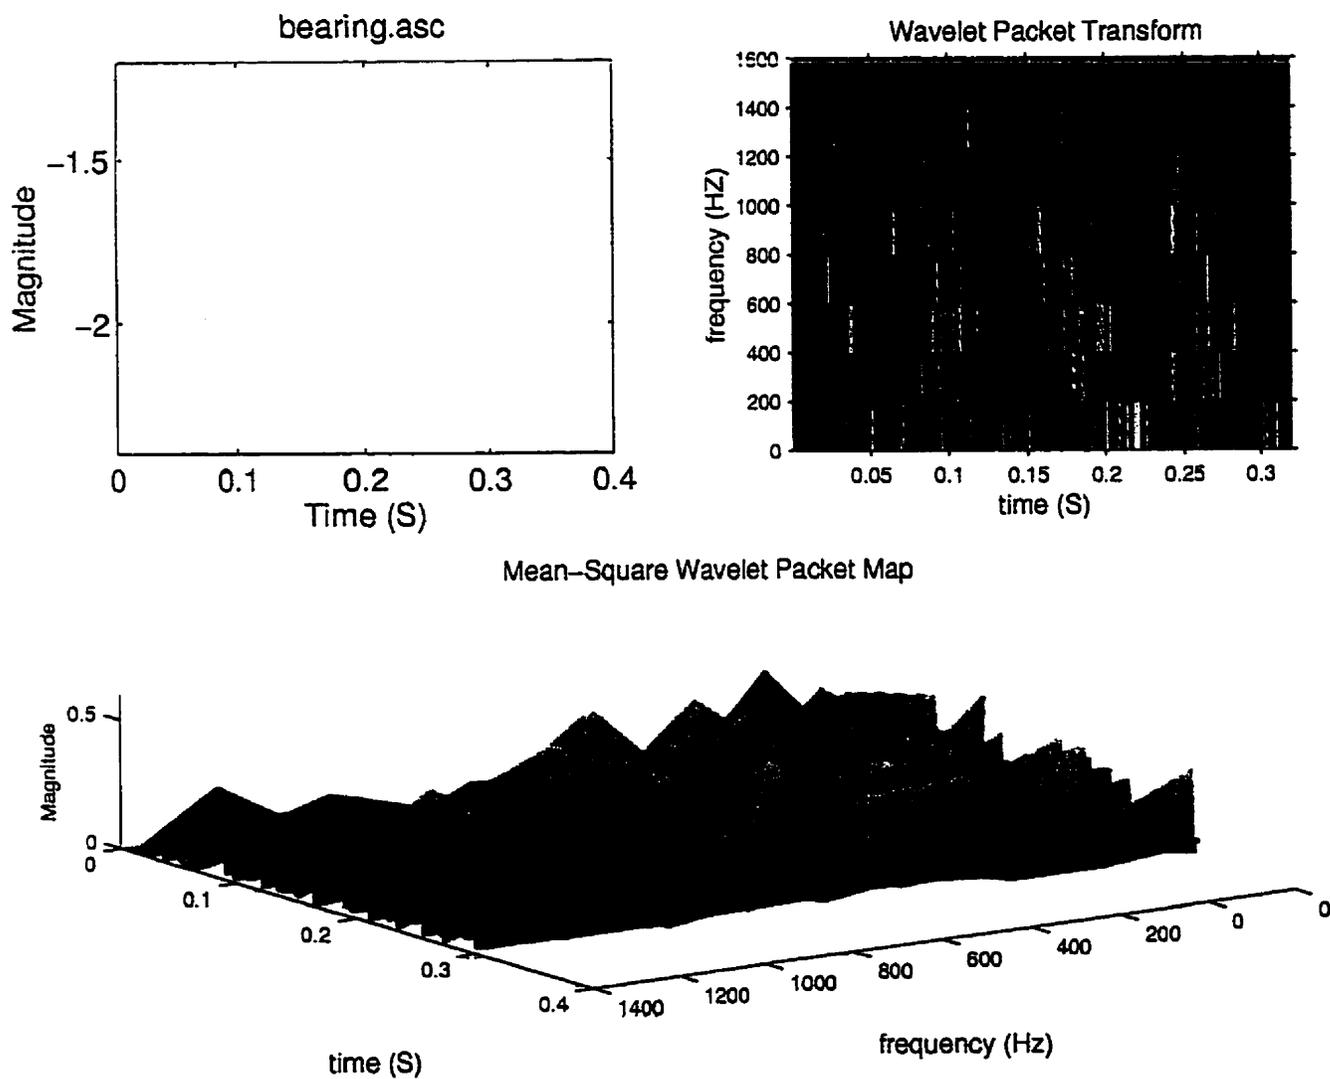 bearing.asc
Magnitude
−1.5
−2
0 0.1 0.2 0.3 0.4
Time (S)
Wavelet Packet Transform
frequency (HZ)
1600
1400
1200
1000
800
600
400
200
0
0.05 0.1 0.15 0.2 0.25 0.3
time (S)
Mean−Square Wavelet Packet Map
Magnitude
0.5
0
0
0.1
0.2
0.3
0.4
time (S)
1400 1200 1000 800 600 400 200 0 0
frequency (Hz)